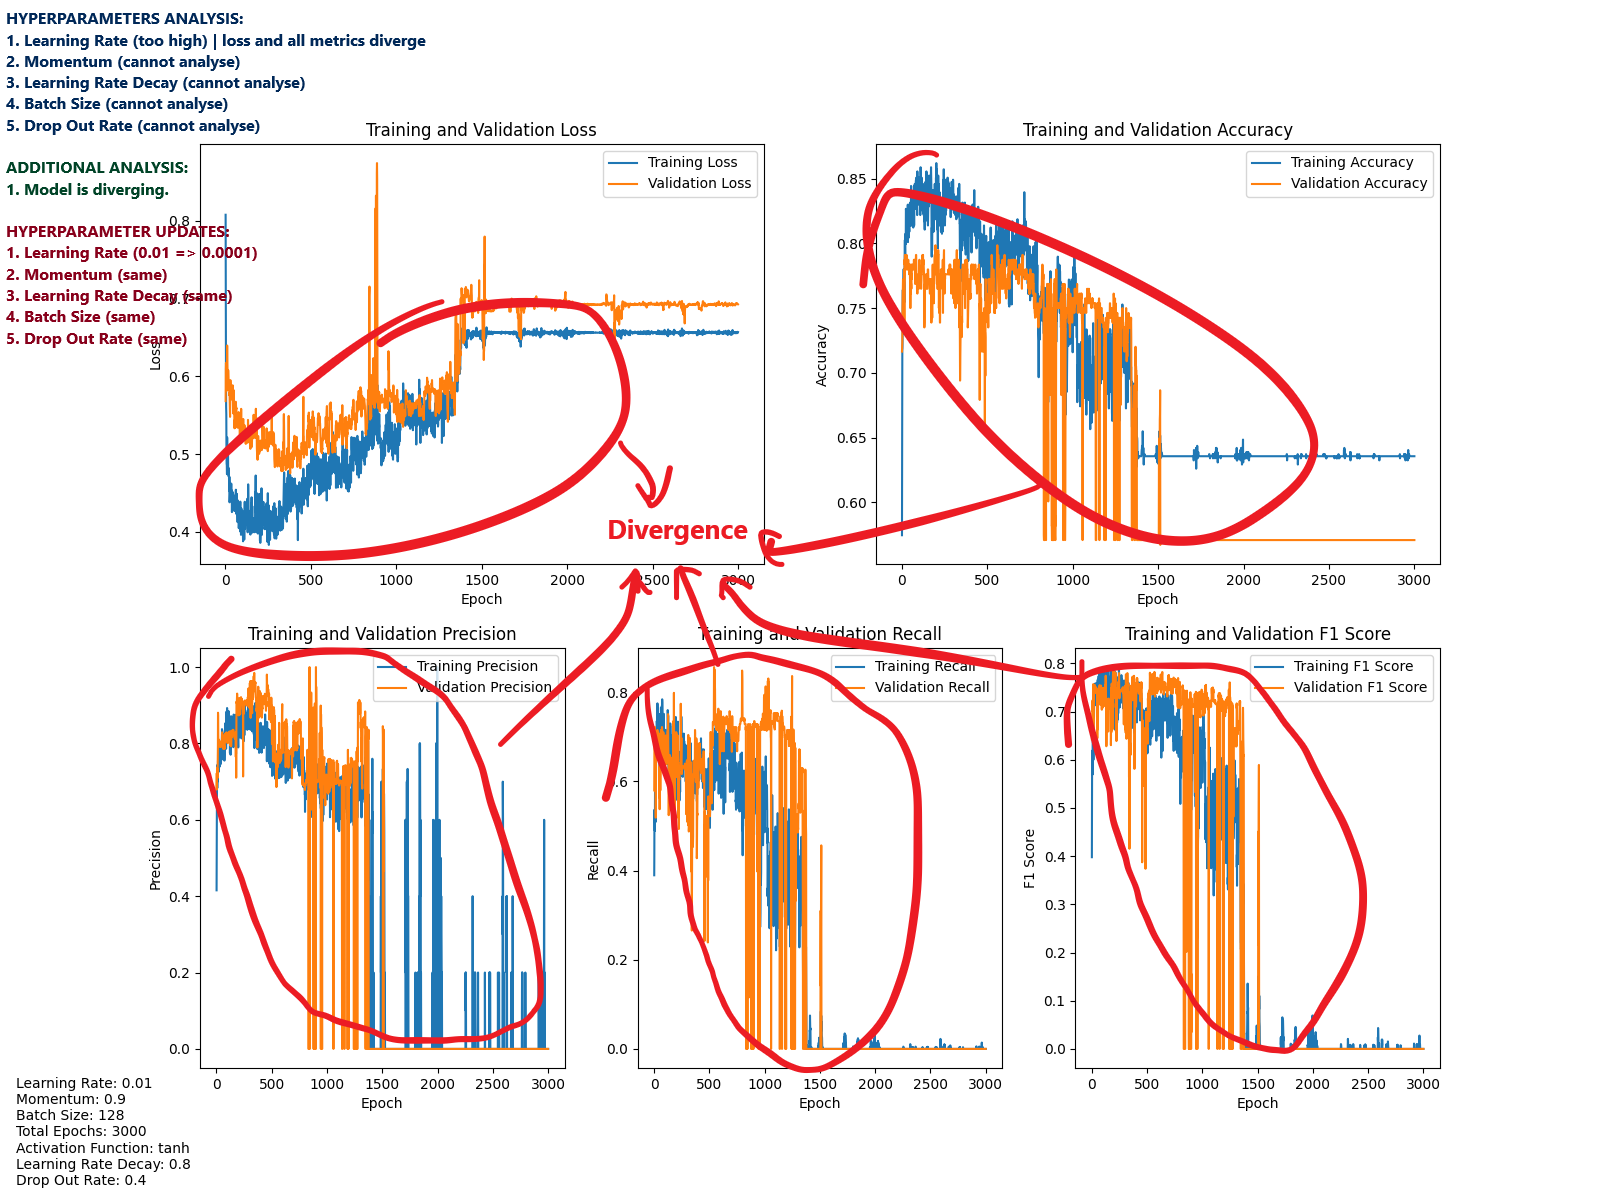 HYPERPARAMETERS ANALYSIS:
1. Learning Rate (too high) | loss and all metrics diverge
2. Momentum (cannot analyse)
3. Learning Rate Decay (cannot analyse)
4. Batch Size (cannot analyse)
5. Drop Out Rate (cannot analyse)
ADDITIONAL ANALYSIS:
1. Model is diverging.
HYPERPARAMETER UPDATES:
1. Learning Rate (0.01 => 0.0001)
2. Momentum (same)
3. Learning Rate Decay (same)
4. Batch Size (same)
5. Drop Out Rate (same)
Training and Validation Loss
Training Loss
Validation Loss
0.8
0.7
0.6
0.5
0.4
Loss
0 500 1000 1500 2000 2500 3000
Epoch
Training and Validation Accuracy
Training Accuracy
Validation Accuracy
0.85
0.80
0.75
0.70
0.65
0.60
Accuracy
0 500 1000 1500 2000 2500 3000
Epoch
Divergence
Training and Validation Precision
Training Precision
Validation Precision
1.0
0.8
0.6
0.4
0.2
0.0
Precision
0 500 1000 1500 2000 2500 3000
Epoch
Training and Validation Recall
Training Recall
Validation Recall
0.8
0.6
0.4
0.2
0.0
Recall
0 500 1000 1500 2000 2500 3000
Epoch
Training and Validation F1 Score
Training F1 Score
Validation F1 Score
0.8
0.7
0.6
0.5
0.4
0.3
0.2
0.1
0.0
F1 Score
0 500 1000 1500 2000 2500 3000
Epoch
Learning Rate: 0.01
Momentum: 0.9
Batch Size: 128
Total Epochs: 3000
Activation Function: tanh
Learning Rate Decay: 0.8
Drop Out Rate: 0.4